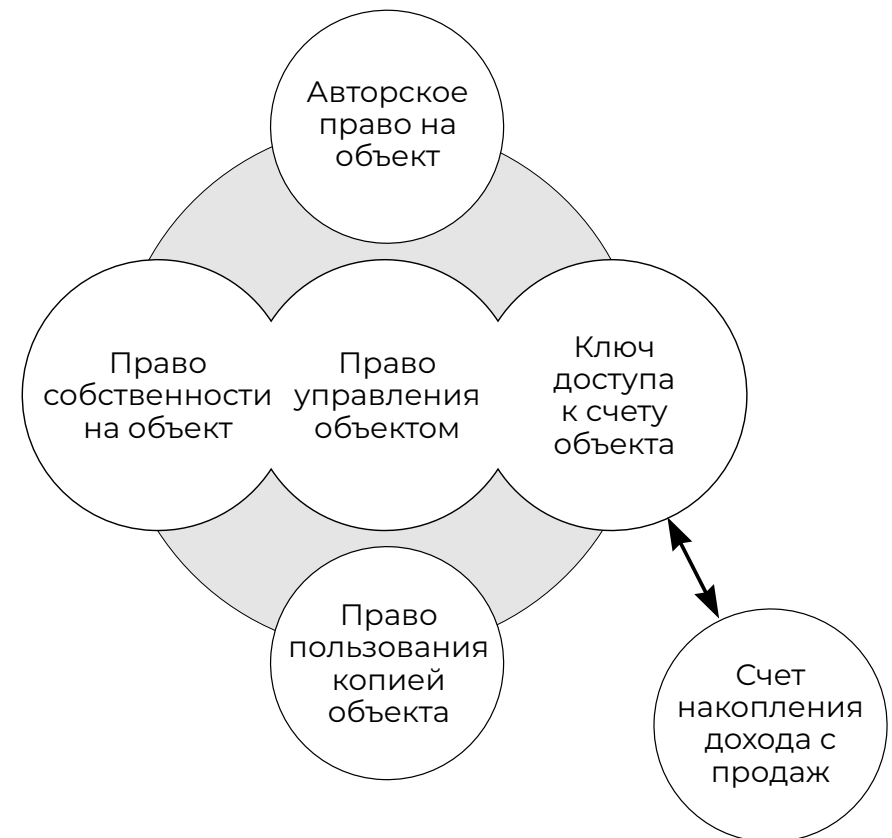 Авторское
право на
объект
Право
собственности
на объект
Право
управления
объектом
Ключ
доступа
к счету
объекта
Право
пользования
копией
объекта
Счет
накопления
дохода с
продаж